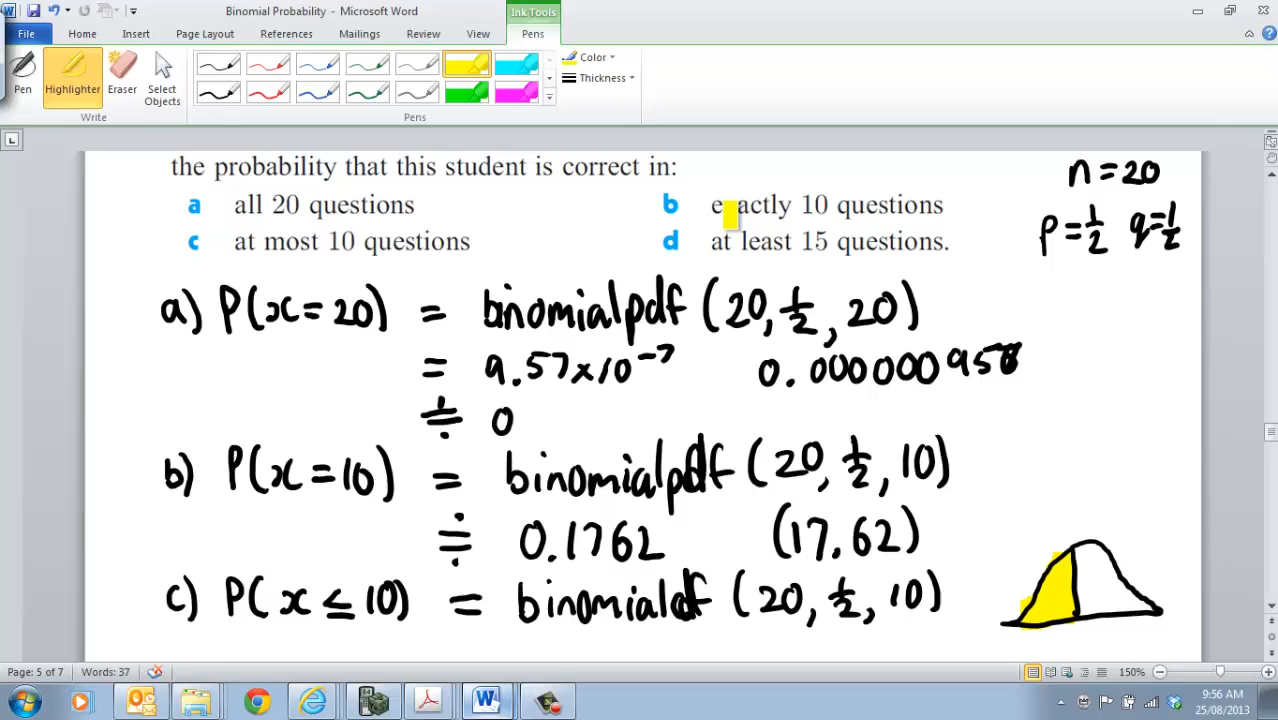 Binomial Probability - Microsoft Word
Ink Tools
File Home Insert Page Layout References Mailings Review View Pens
Pen Highlighter Eraser Select Objects
Color
Thickness
Write
Pens
the probability that this student is correct in:
a all 20 questions b exactly 10 questions
c at most 10 questions d at least 15 questions.
n = 20
p = 1/2 q = 1/2
a) P(x = 20) = binomialpdf (20, 1/2, 20)
= 9.57 x 10⁻⁷ 0.000000958
≑ 0
b) P(x = 10) = binomialpdf (20, 1/2, 10)
≑ 0.1762 (17.62)
c) P(x ≤ 10) = binomialcdf (20, 1/2, 10)
Page: 5 of 7 Words: 37 150%
9:56 AM
25/08/2013